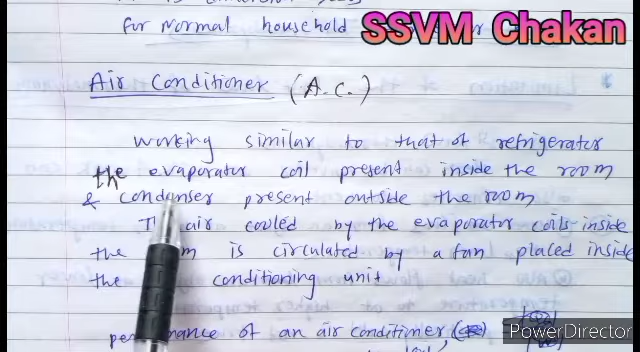 for normal household
SSVM Chakan
Air Conditioner (A.C.)
working similar to that of refrigerator
the evaporator coil present inside the room
& condenser present outside the room
air cooled by the evaporator coils inside
the is circulated by a fan placed inside
the conditioning unit
of an air conditioner
PowerDirector